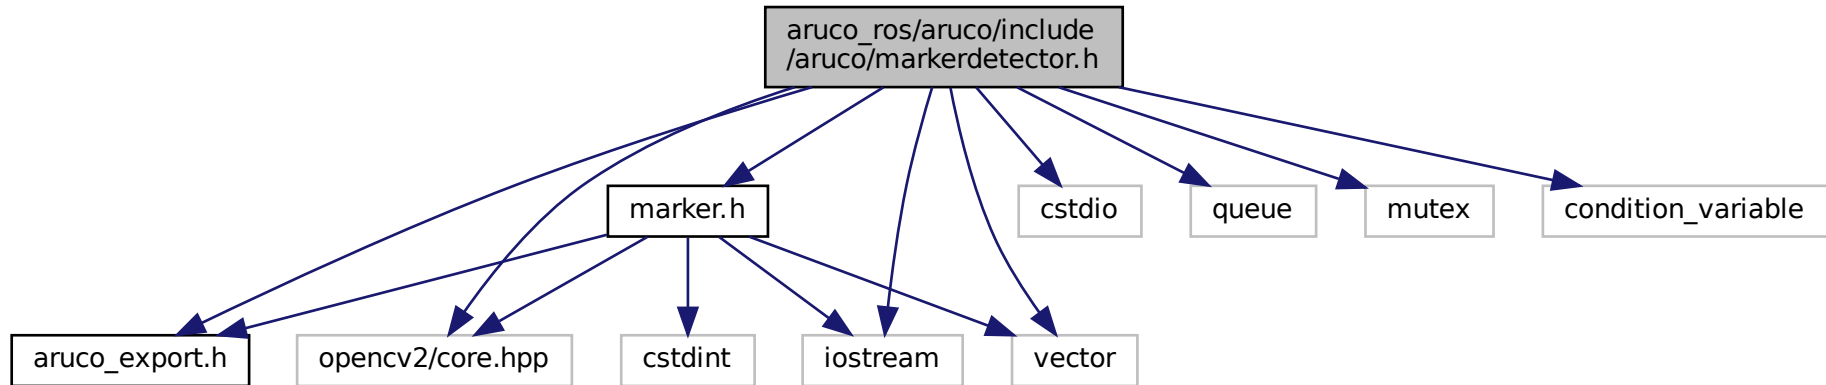 aruco_ros/aruco/include
/aruco/markerdetector.h
marker.h
cstdio
queue
mutex
condition_variable
aruco_export.h
opencv2/core.hpp
cstdint
iostream
vector